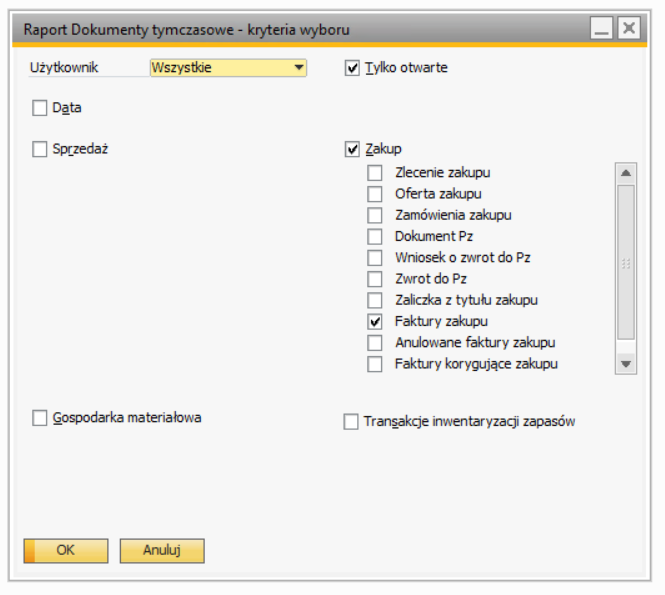 Raport Dokumenty tymczasowe - kryteria wyboru
Użytkownik Wszystkie Tylko otwarte
Data
Sprzedaż Zakup
Zlecenie zakupu
Oferta zakupu
Zamówienia zakupu
Dokument Pz
Wniosek o zwrot do Pz
Zwrot do Pz
Zaliczka z tytułu zakupu
Faktury zakupu
Anulowane faktury zakupu
Faktury korygujące zakupu
Gospodarka materiałowa Transakcje inwentaryzacji zapasów
OK Anuluj